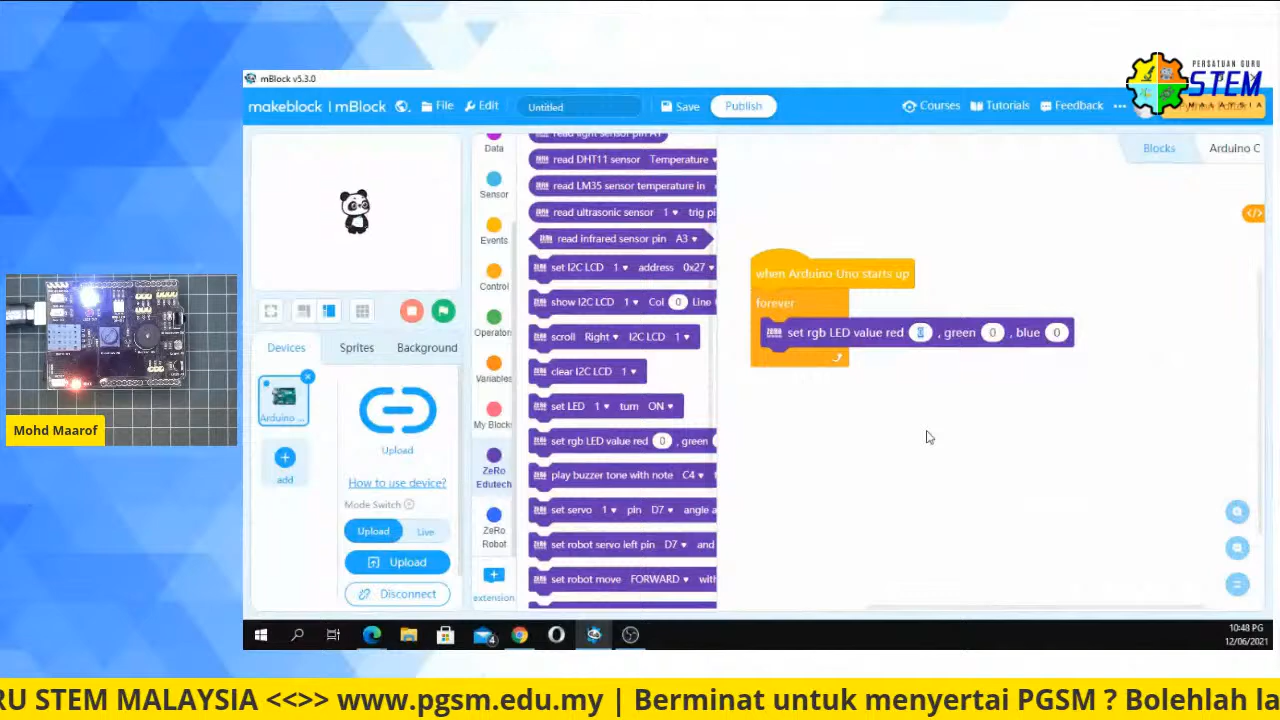 PERSATUAN GURU
STEM
MALAYSIA
mBlock v5.3.0
makeblock | mBlock
File
Edit
Untitled
Save
Publish
Courses
Tutorials
Feedback
Data
Sensor
Events
Control
Operators
Variables
My Blocks
ZeRo
Edutech
ZeRo
Robot
extension
read light sensor pin A1
read DHT11 sensor Temperature
read LM35 sensor temperature in
read ultrasonic sensor 1 trig pi
read infrared sensor pin A3
set I2C LCD 1 address 0x27
show I2C LCD 1 Col 0 Line
scroll Right I2C LCD 1
clear I2C LCD 1
set LED 1 turn ON
set rgb LED value red 0 , green
play buzzer tone with note C4
set servo 1 pin D7 angle a
set robot servo left pin D7 and
set robot move FORWARD with
Blocks
Arduino C
when Arduino Uno starts up
forever
set rgb LED value red , green 0 , blue 0
Devices
Sprites
Background
Arduino ...
add
Upload
How to use device?
Mode Switch
Upload
Live
Upload
Disconnect
Mohd Maarof
4
10:48 PG
12/06/2021
RU STEM MALAYSIA <<>> www.pgsm.edu.my | Berminat untuk menyertai PGSM ? Bolehlah la